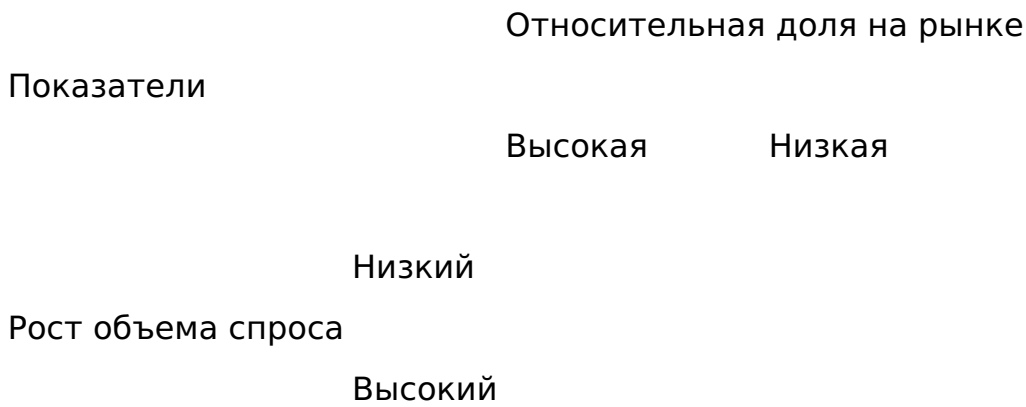 Относительная доля на рынке
Показатели
Высокая Низкая
Низкий
Рост объема спроса
Высокий